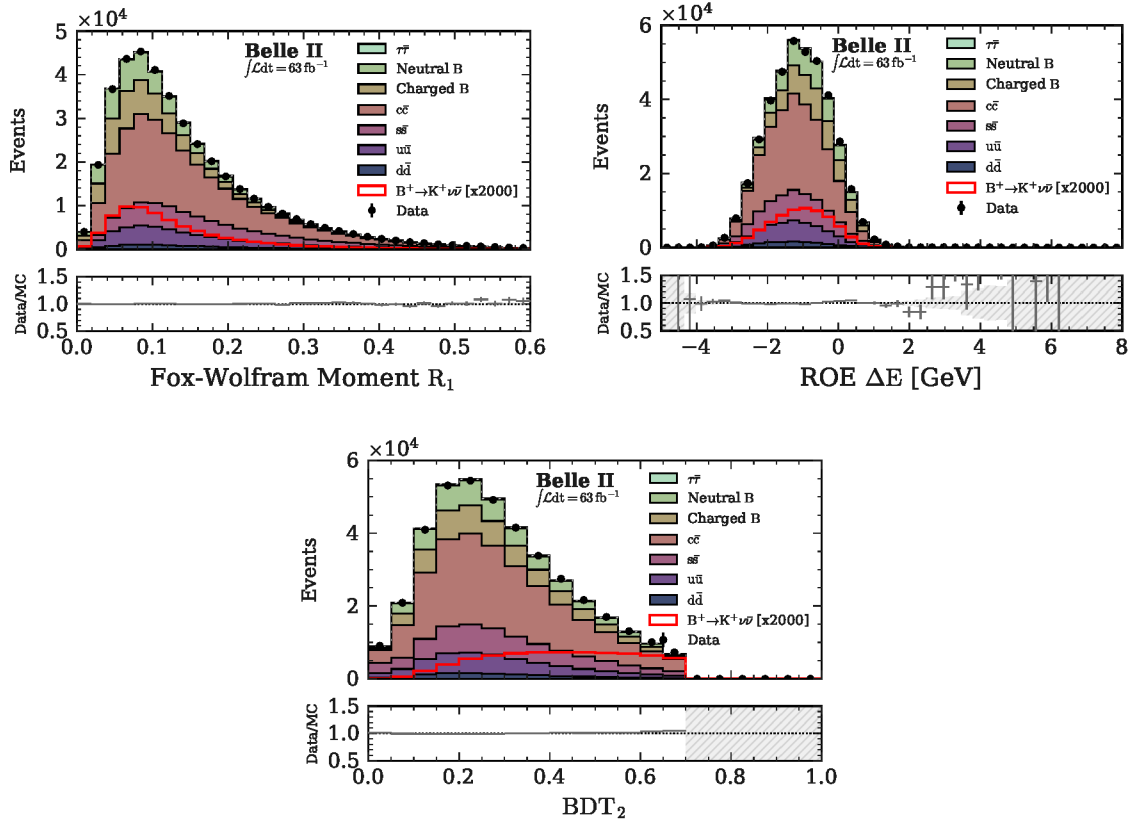 ×10⁴
5
4
3
2
1
0
Events
Belle II
∫ℒdt = 63 fb⁻¹
ττ̄
Neutral B
Charged B
cc̄
ss̄
uū
dd̄
B⁺→K⁺νν̄ [x2000]
Data
1.5
1.0
0.5
Data/MC
0.0 0.1 0.2 0.3 0.4 0.5 0.6
Fox-Wolfram Moment R₁
×10⁴
6
4
2
0
Events
Belle II
∫ℒdt = 63 fb⁻¹
ττ̄
Neutral B
Charged B
cc̄
ss̄
uū
dd̄
B⁺→K⁺νν̄ [x2000]
Data
1.5
1.0
0.5
Data/MC
−4 −2 0 2 4 6 8
ROE ΔE [GeV]
×10⁴
6
4
2
0
Events
Belle II
∫ℒdt = 63 fb⁻¹
ττ̄
Neutral B
Charged B
cc̄
ss̄
uū
dd̄
B⁺→K⁺νν̄ [x2000]
Data
1.5
1.0
0.5
Data/MC
0.0 0.2 0.4 0.6 0.8 1.0
BDT₂